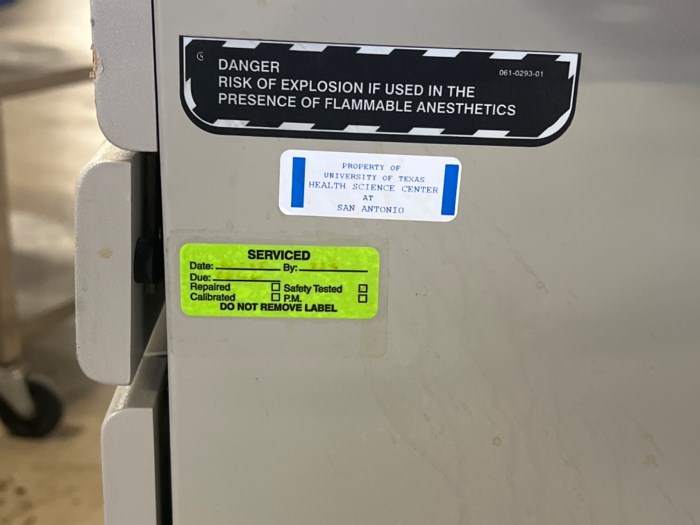 DANGER
061-0293-01
RISK OF EXPLOSION IF USED IN THE
PRESENCE OF FLAMMABLE ANESTHETICS
PROPERTY OF
UNIVERSITY OF TEXAS
HEALTH SCIENCE CENTER
AT
SAN ANTONIO
SERVICED
Date: By:
Due:
Repaired Safety Tested
Calibrated P.M.
DO NOT REMOVE LABEL